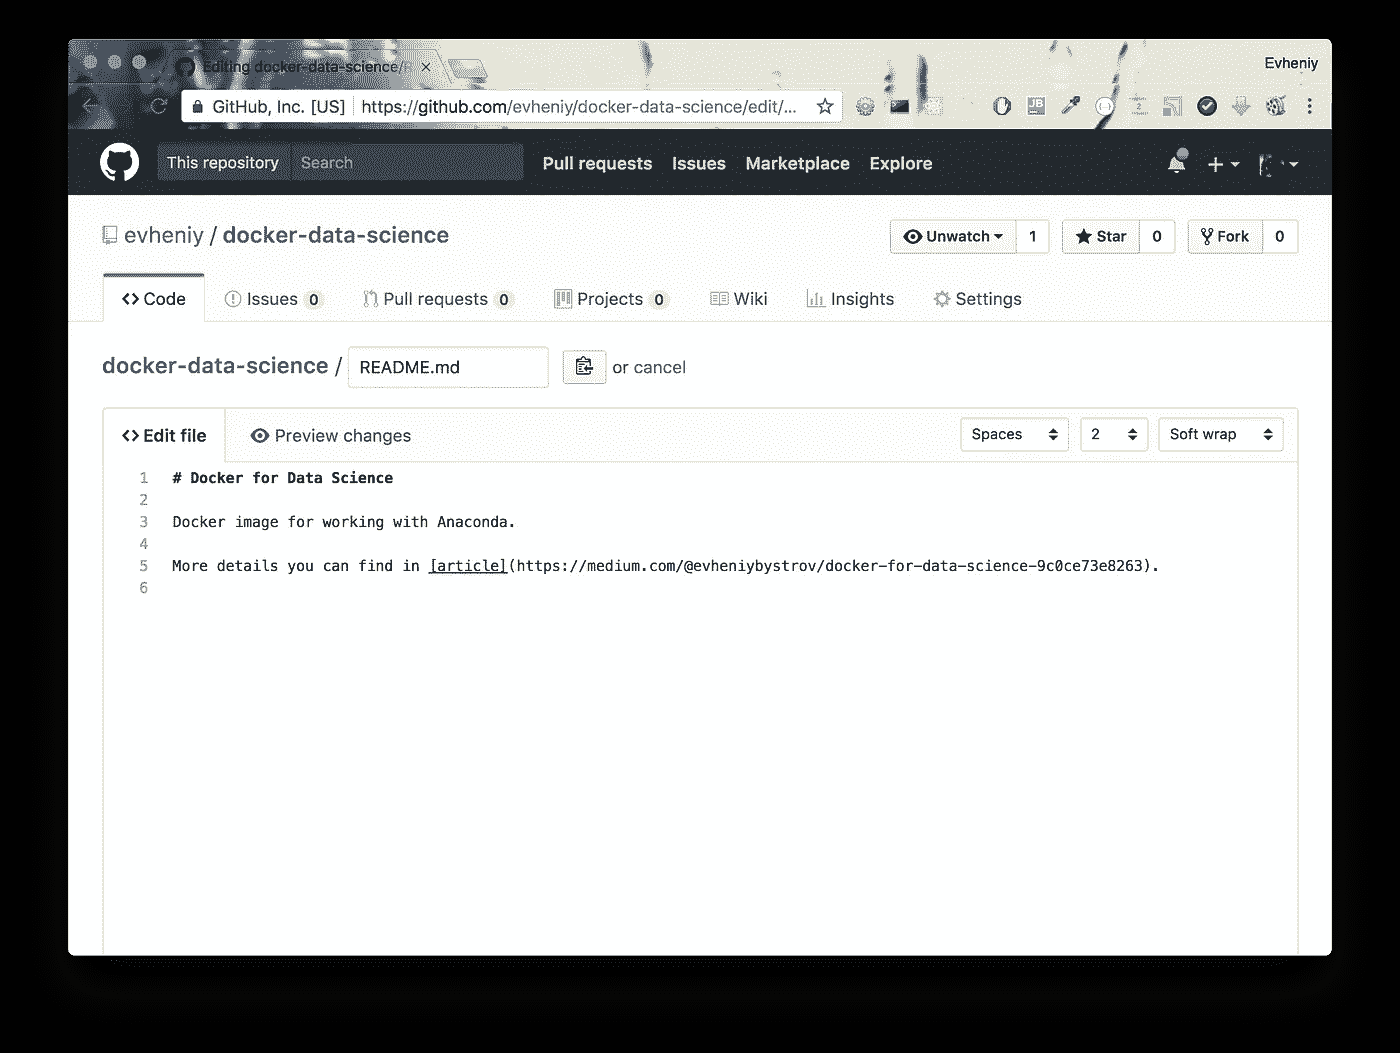 Evheniy
Editing docker-data-science/R
GitHub, Inc. [US] https://github.com/evheniy/docker-data-science/edit/...
JB
2
This repository Search Pull requests Issues Marketplace Explore
evheniy / docker-data-science Unwatch 1 Star 0 Fork 0
Code Issues 0 Pull requests 0 Projects 0 Wiki Insights Settings
docker-data-science / README.md or cancel
Edit file Preview changes Spaces 2 Soft wrap
1 # Docker for Data Science
2
3 Docker image for working with Anaconda.
4
5 More details you can find in [article](https://medium.com/@evheniybystrov/docker-for-data-science-9c0ce73e8263).
6